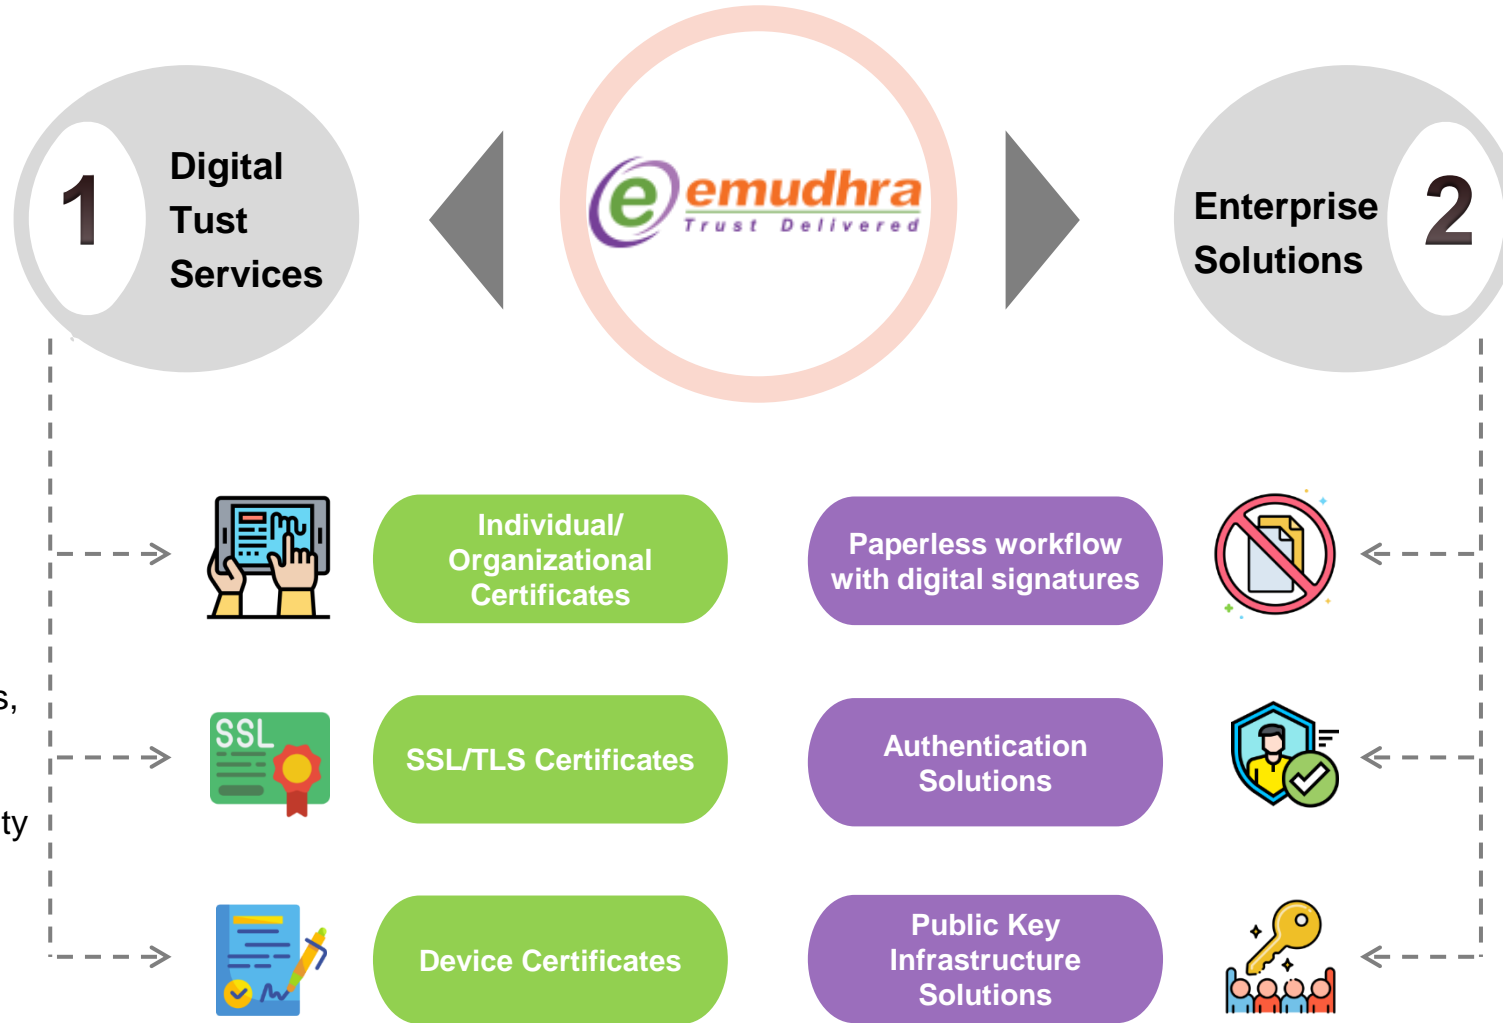 1
Digital
Tust
Services
e emudhra
Trust Delivered
Enterprise
Solutions
2
Individual/
Organizational
Certificates
Paperless workflow
with digital signatures
s,
SSL
SSL/TLS Certificates
Authentication
Solutions
ty
Device Certificates
Public Key
Infrastructure
Solutions